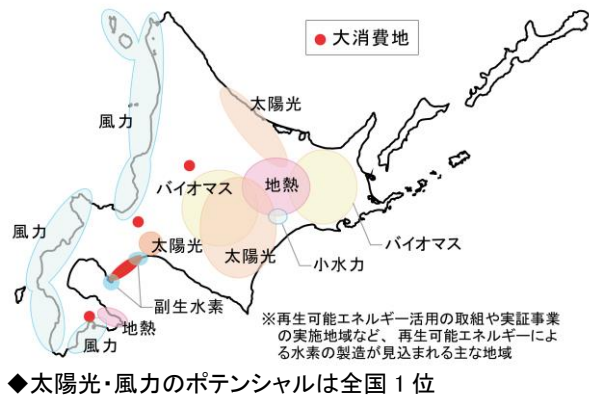 ● 大消費地
太陽光
風力
バイオマス
地熱
風力
太陽光
太陽光
小水力
バイオマス
副生水素
地熱
風力
※再生可能エネルギー活用の取組や実証事業
の実施地域など、再生可能エネルギーによ
る水素の製造が見込まれる主な地域
◆太陽光・風力のポテンシャルは全国1位